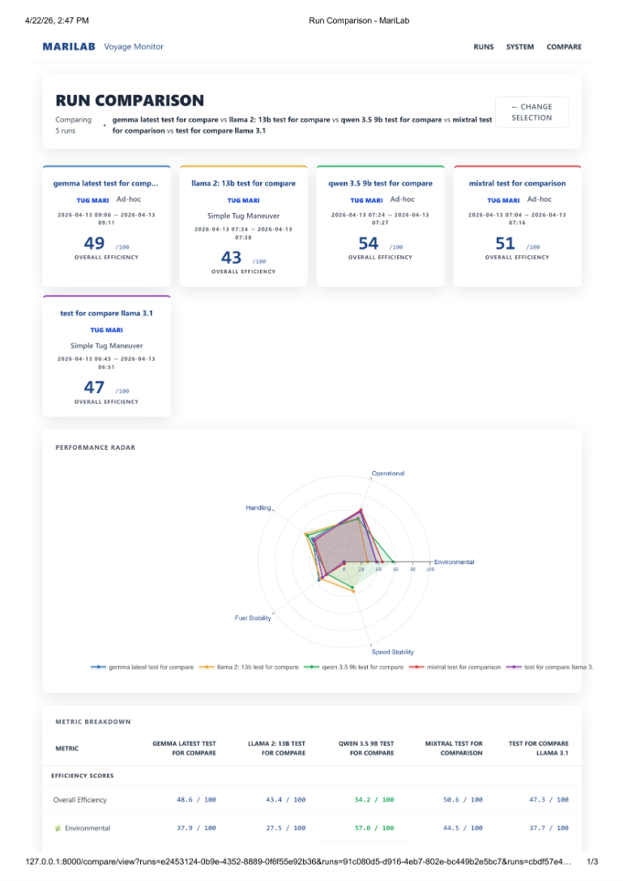 4/22/26, 2:47 PM Run Comparison - MariLab
MARILAB Voyage Monitor RUNS SYSTEM COMPARE
RUN COMPARISON
← CHANGE SELECTION
Comparing 5 runs • gemma latest test for compare vs llama 2: 13b test for compare vs qwen 3.5 9b test for compare vs mixtral test
for comparison vs test for compare llama 3.1
gemma latest test for comp...
TUG MARI Ad-hoc
2026-04-13 09:06 — 2026-04-13
09:11
49 /100
OVERALL EFFICIENCY
llama 2: 13b test for compare
TUG MARI
Simple Tug Maneuver
2026-04-13 07:34 — 2026-04-13
07:38
43 /100
OVERALL EFFICIENCY
qwen 3.5 9b test for compare
TUG MARI Ad-hoc
2026-04-13 07:24 — 2026-04-13
07:27
54 /100
OVERALL EFFICIENCY
mixtral test for comparison
TUG MARI Ad-hoc
2026-04-13 07:04 — 2026-04-13
07:16
51 /100
OVERALL EFFICIENCY
test for compare llama 3.1
TUG MARI
Simple Tug Maneuver
2026-04-13 06:45 — 2026-04-13
06:51
47 /100
OVERALL EFFICIENCY
PERFORMANCE RADAR
Operational
Handling
Environmental
0 20 40 60 80 100
Fuel Stability
Speed Stability
gemma latest test for compare llama 2: 13b test for compare qwen 3.5 9b test for compare mixtral test for comparison test for compare llama 3.
METRIC BREAKDOWN
METRIC GEMMA LATEST TEST FOR COMPARE LLAMA 2: 13B TEST FOR COMPARE QWEN 3.5 9B TEST FOR COMPARE MIXTRAL TEST FOR COMPARISON TEST FOR COMPARE LLAMA 3.1
EFFICIENCY SCORES
Overall Efficiency 48.6 / 100 43.4 / 100 54.2 / 100 50.6 / 100 47.3 / 100
Environmental 37.9 / 100 27.5 / 100 57.0 / 100 44.5 / 100 37.7 / 100
127.0.0.1:8000/compare/view?runs=e2453124-0b9e-4352-8889-0f6f55e92b36&runs=91c080d5-d916-4eb7-802e-bc449b2e5bc7&runs=cbdf57e4... 1/3